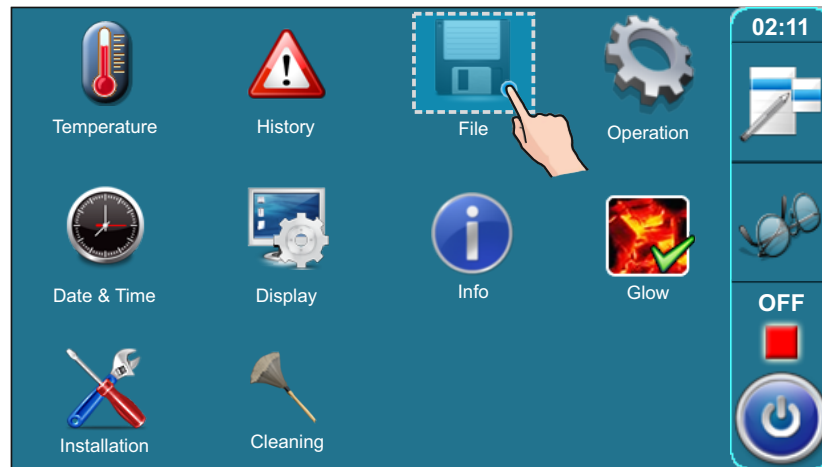 02:11
Temperature
History
File
Operation
Date & Time
Display
Info
Glow
OFF
Installation
Cleaning